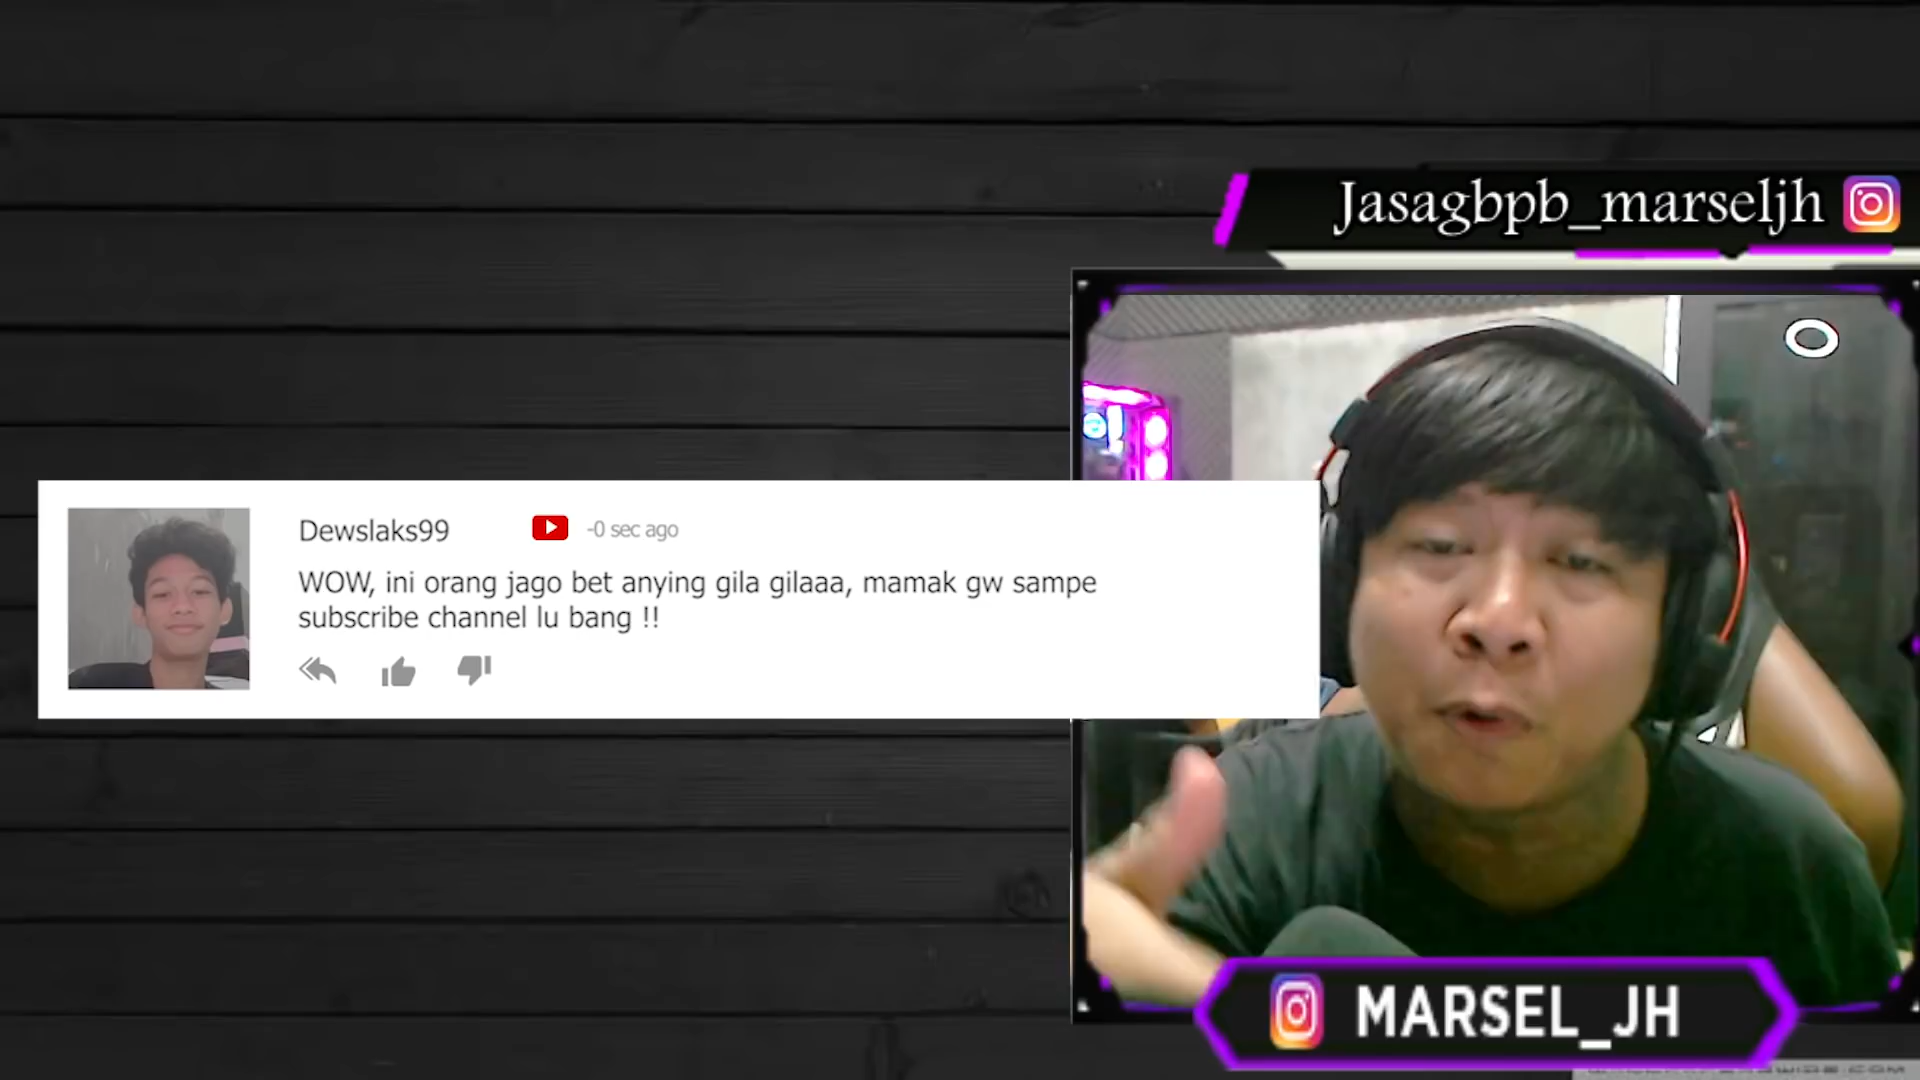 Jasagbpb_marseljh
Dewslaks99
-0 sec ago
WOW, ini orang jago bet anying gila gilaaa, mamak gw sampe
subscribe channel lu bang !!
MARSEL_JH